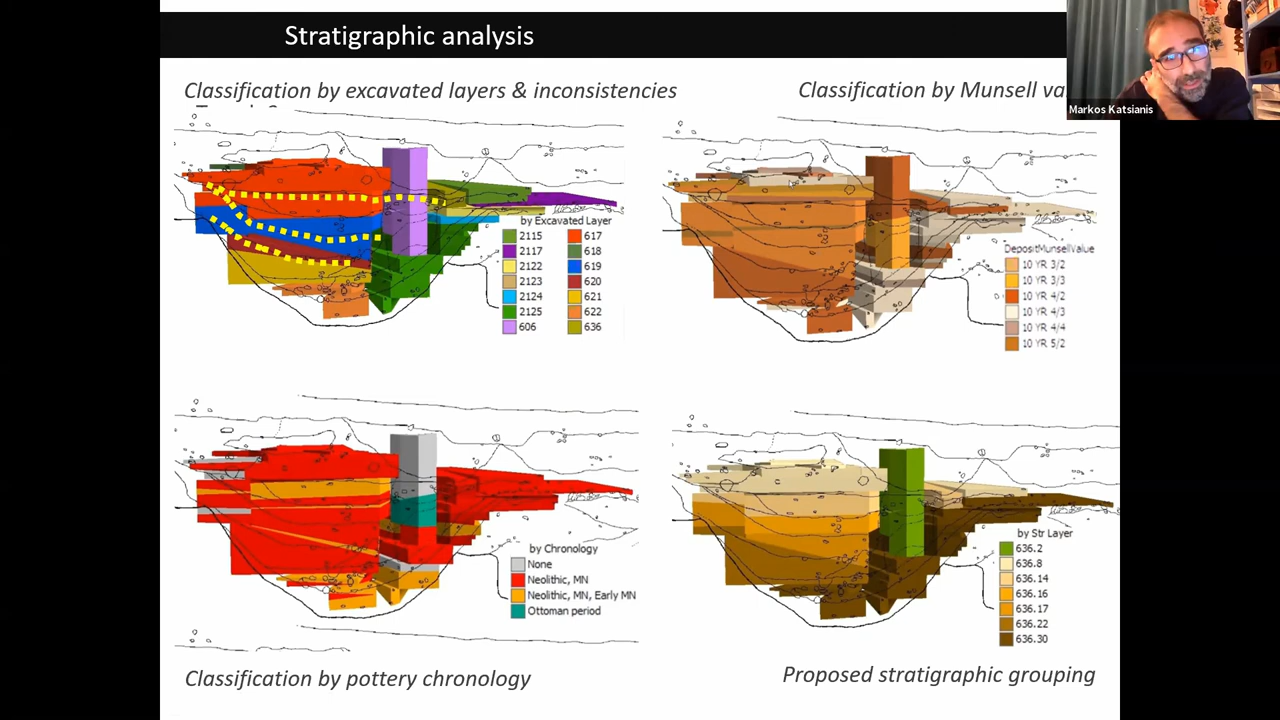 Stratigraphic analysis
Markos Katsianis
Classification by excavated layers & inconsistencies
Classification by Munsell va
by Excavated Layer
2115 617
2117 618
2122 619
2123 620
2124 621
2125 622
606 636
DepositMunsellValue
10 YR 3/2
10 YR 3/3
10 YR 4/2
10 YR 4/3
10 YR 4/4
10 YR 5/2
by Chronology
None
Neolithic, MN
Neolithic, MN, Early MN
Ottoman period
by Str Layer
636.2
636.8
636.14
636.16
636.17
636.22
636.30
Classification by pottery chronology
Proposed stratigraphic grouping